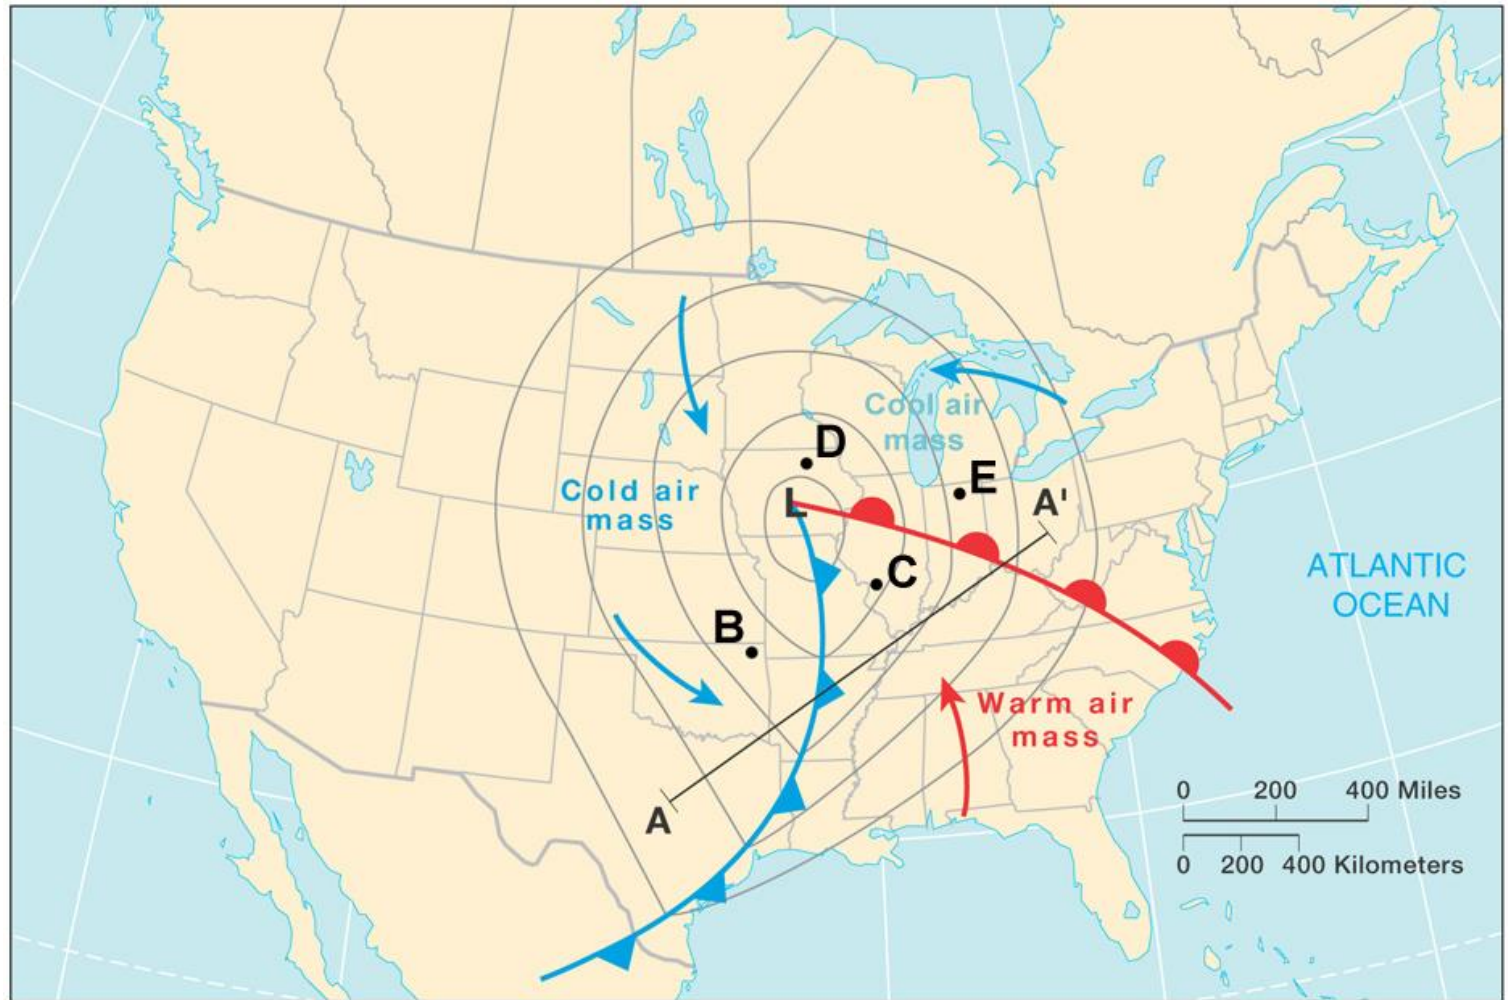 Cool air
mass
D
E
Cold air
mass
L
A'
C
B
ATLANTIC
OCEAN
Warm air
mass
A
0 200 400 Miles
0 200 400 Kilometers